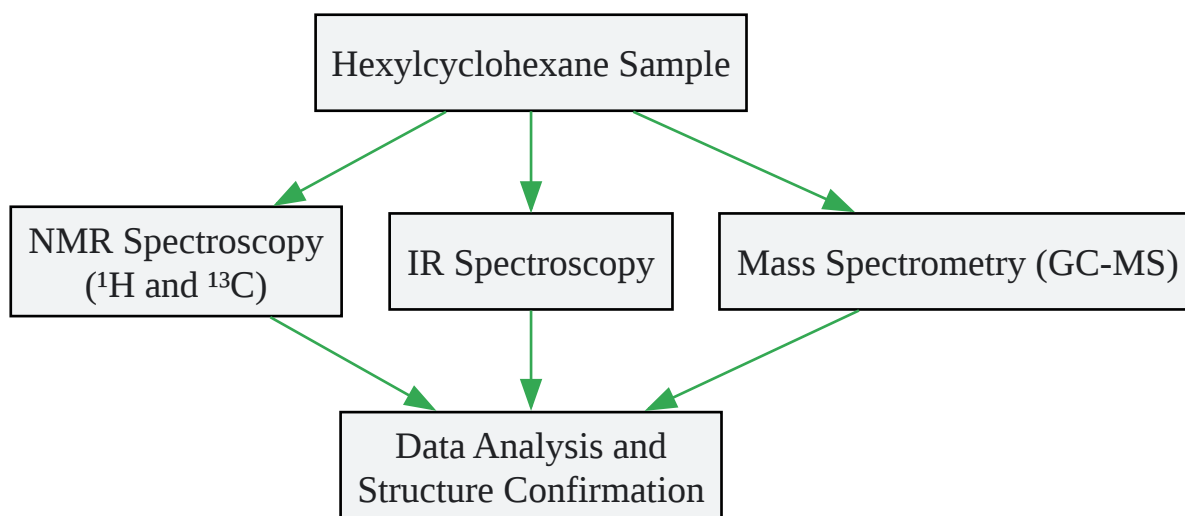 Hexylcyclohexane Sample
NMR Spectroscopy
(¹H and ¹³C)
IR Spectroscopy
Mass Spectrometry (GC-MS)
Data Analysis and
Structure Confirmation